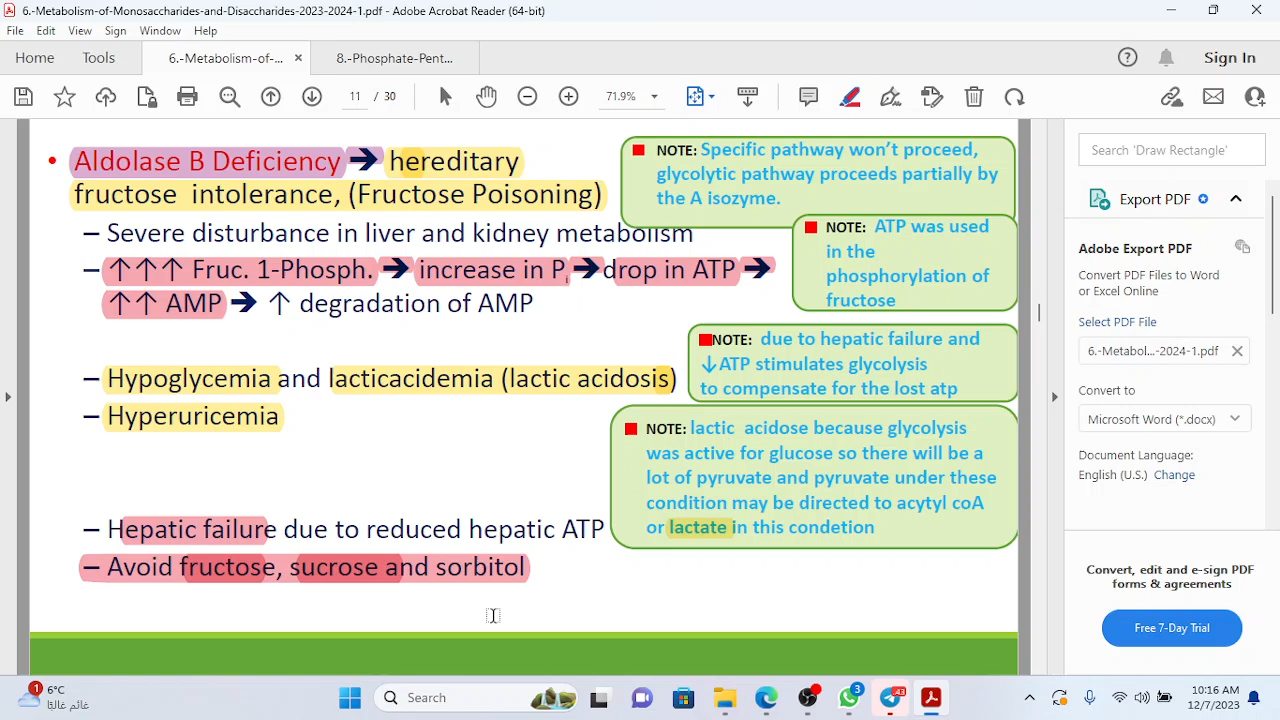 6.-Metabolism-of-Monosaccharides-and-Disaccharides-2023-2024-1.pdf - Adobe Acrobat Reader (64-bit)
File Edit View Sign Window Help
Home Tools 6.-Metabolism-of-... × 8.-Phosphate-Pent... Sign In
11 / 30 71.9%
• Aldolase B Deficiency ➔ hereditary
fructose intolerance, (Fructose Poisoning)
– Severe disturbance in liver and kidney metabolism
– ↑↑↑ Fruc. 1-Phosph. ➔ increase in Pi ➔ drop in ATP ➔
↑↑ AMP ➔ ↑ degradation of AMP
– Hypoglycemia and lacticacidemia (lactic acidosis)
– Hyperuricemia
– Hepatic failure due to reduced hepatic ATP
– Avoid fructose, sucrose and sorbitol
NOTE: Specific pathway won't proceed,
glycolytic pathway proceeds partially by
the A isozyme.
NOTE: ATP was used
in the
phosphorylation of
fructose
NOTE: due to hepatic failure and
↓ATP stimulates glycolysis
to compensate for the lost atp
NOTE: lactic acidose because glycolysis
was active for glucose so there will be a
lot of pyruvate and pyruvate under these
condition may be directed to acytyl coA
or lactate in this condetion
Search 'Draw Rectangle'
Export PDF
Adobe Export PDF
Convert PDF Files to Word
or Excel Online
Select PDF File
6.-Metabol...-2024-1.pdf ×
Convert to
Microsoft Word (*.docx)
Document Language:
English (U.S.) Change
Convert, edit and e-sign PDF
forms & agreements
Free 7-Day Trial
1
6°C
غائم غالبًا
Search
3
43
10:16 AM
12/7/2023